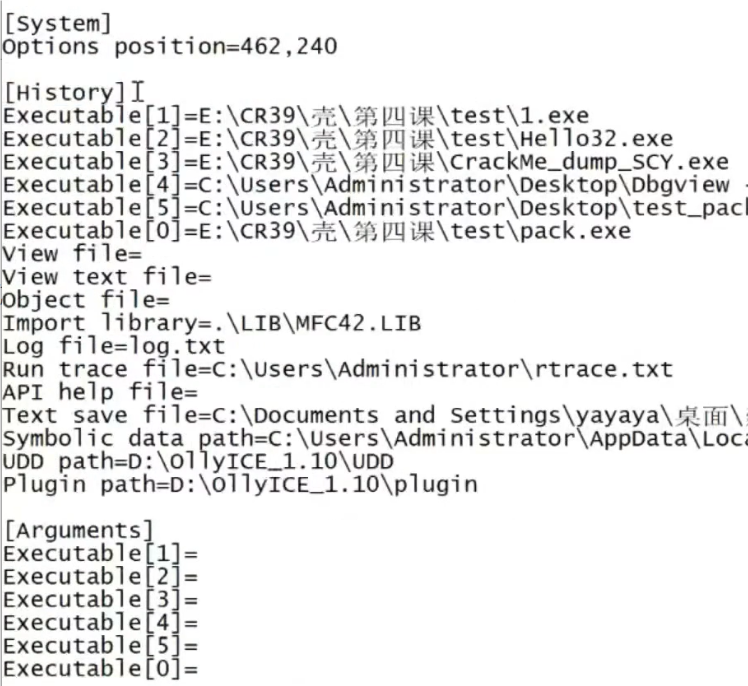 [System]
Options position=462,240
[History]
Executable[1]=E:\CR39\壳\第四课\test\1.exe
Executable[2]=E:\CR39\壳\第四课\test\Hello32.exe
Executable[3]=E:\CR39\壳\第四课\CrackMe_dump_SCY.exe
Executable[4]=C:\Users\Administrator\Desktop\Dbgview
Executable[5]=C:\Users\Administrator\Desktop\test_pack
Executable[0]=E:\CR39\壳\第四课\test\pack.exe
View file=
View text file=
Object file=
Import library=.\LIB\MFC42.LIB
Log file=log.txt
Run trace file=C:\Users\Administrator\rtrace.txt
API help file=
Text save file=C:\Documents and Settings\yayaya\桌面\
Symbolic data path=C:\Users\Administrator\AppData\Loca
UDD path=D:\OllyICE_1.10\UDD
Plugin path=D:\OllyICE_1.10\plugin
[Arguments]
Executable[1]=
Executable[2]=
Executable[3]=
Executable[4]=
Executable[5]=
Executable[0]=